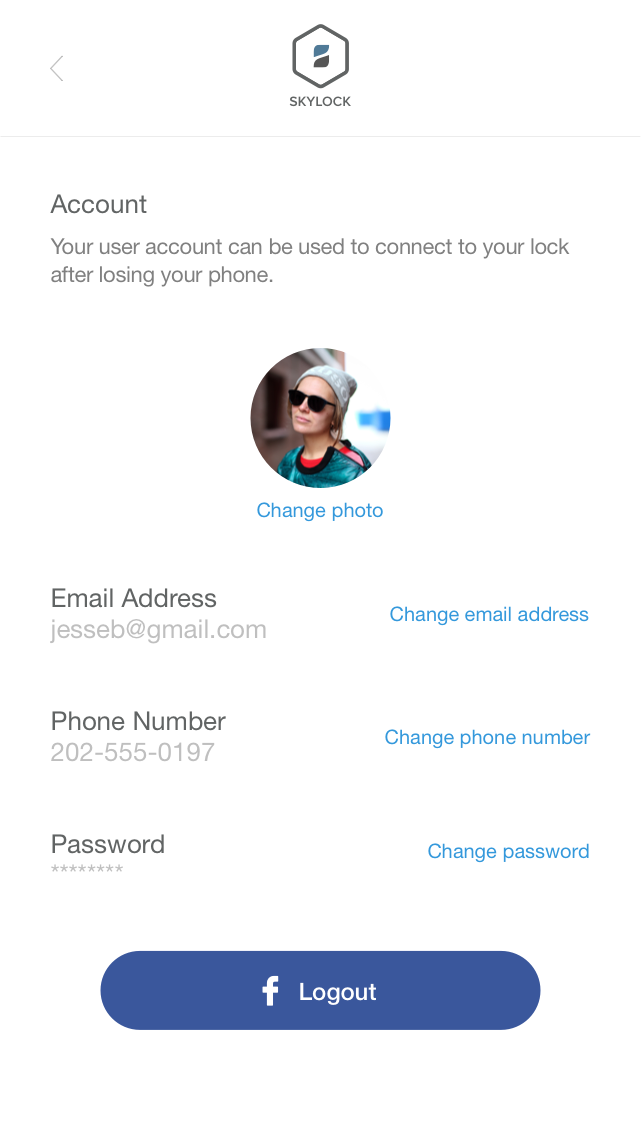 SKYLOCK
Account
Your user account can be used to connect to your lock
after losing your phone.
Change photo
Email Address
jesseb@gmail.com
Change email address
Phone Number
202-555-0197
Change phone number
Password
********
Change password
f Logout